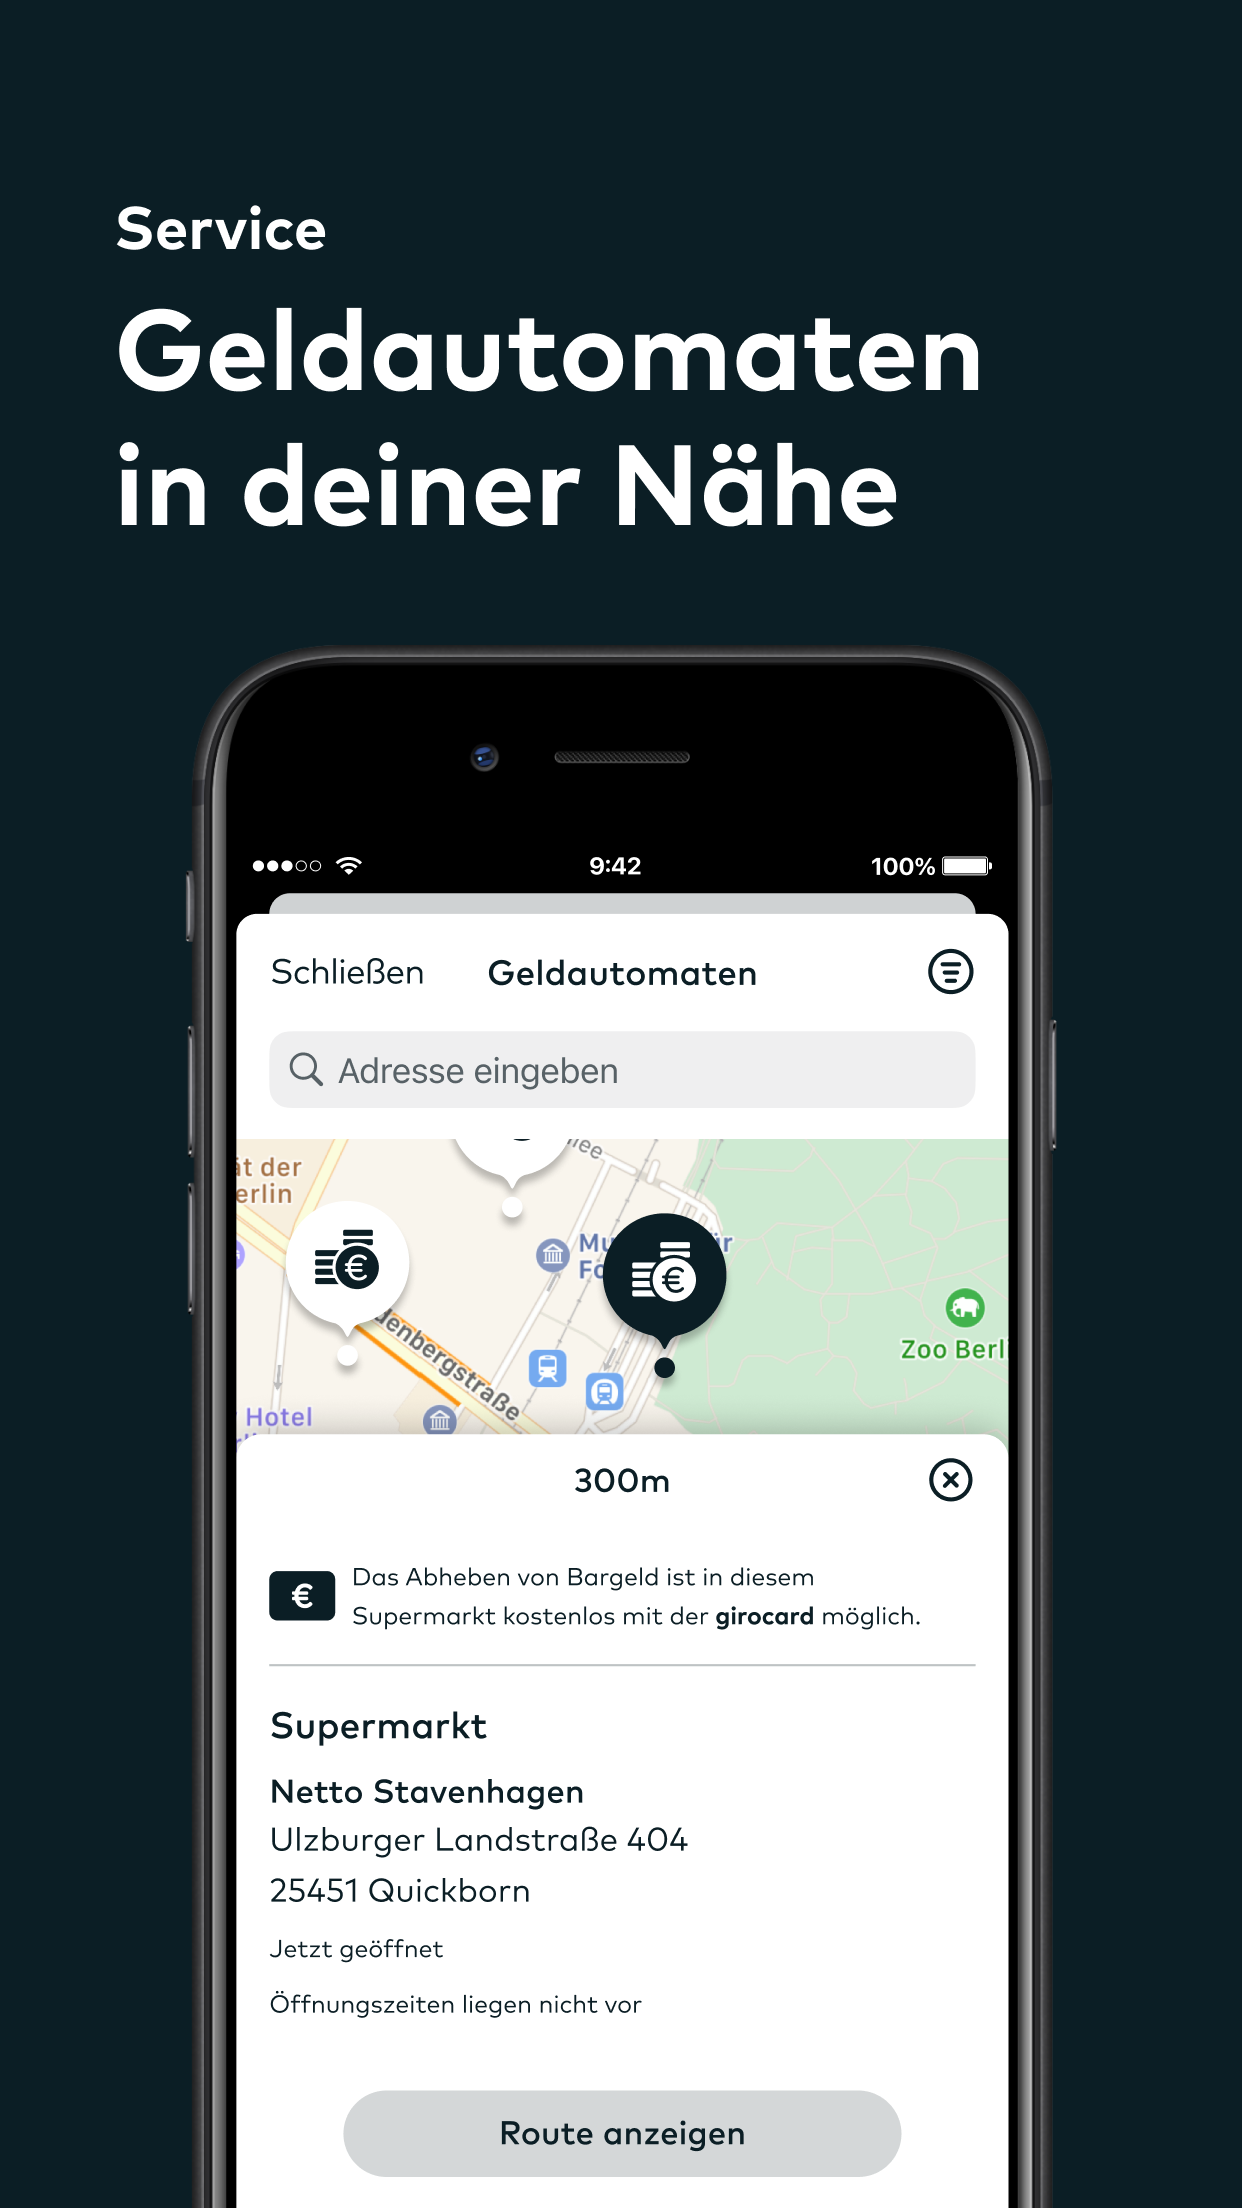 Service
Geldautomaten
in deiner Nähe
9:42
100%
Schließen
Geldautomaten
Adresse eingeben
Zoo
Hotel
300m
€
Das Abheben von Bargeld ist in diesem
Supermarkt kostenlos mit der girocard möglich.
Supermarkt
Netto Stavenhagen
Ulzburger Landstraße 404
25451 Quickborn
Jetzt geöffnet
Öffnungszeiten liegen nicht vor
Route anzeigen